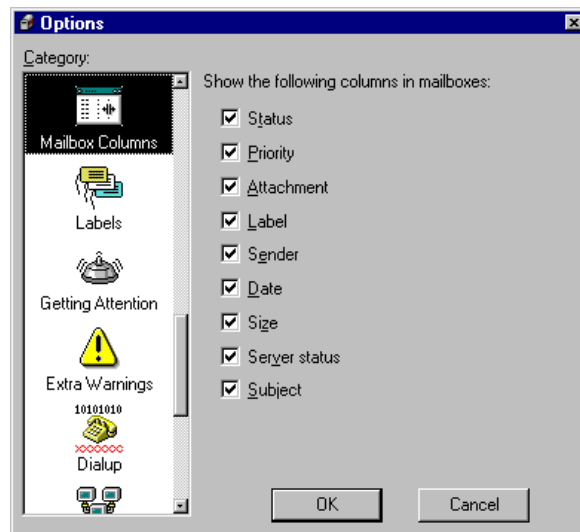 Options
Category:
Mailbox Columns
Labels
Getting Attention
Extra Warnings
10101010
Dialup
Show the following columns in mailboxes:
Status
Priority
Attachment
Label
Sender
Date
Size
Server status
Subject
OK
Cancel